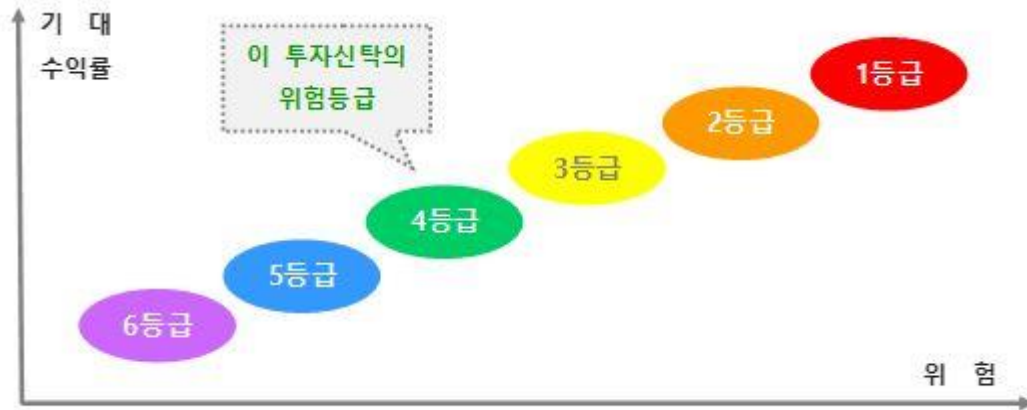 기 대
수익률
이 투자신탁의
위험등급
1등급
2등급
3등급
4등급
5등급
6등급
위 험